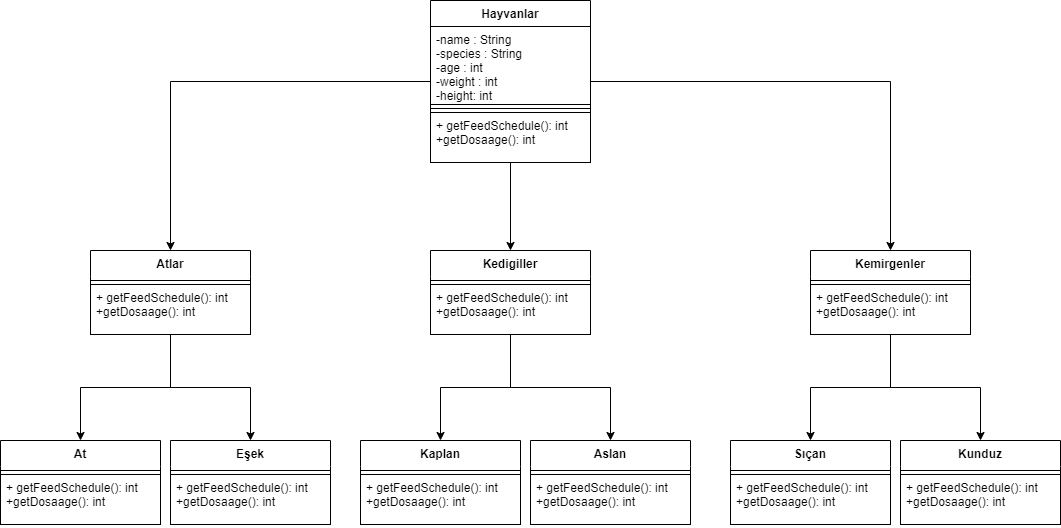 Hayvanlar
-name : String
-species : String
-age : int
-weight : int
-height: int
+ getFeedSchedule(): int
+getDosaage(): int
Atlar
+ getFeedSchedule(): int
+getDosaage(): int
Kedigiller
+ getFeedSchedule(): int
+getDosaage(): int
Kemirgenler
+ getFeedSchedule(): int
+getDosaage(): int
At
+ getFeedSchedule(): int
+getDosaage(): int
Eşek
+ getFeedSchedule(): int
+getDosaage(): int
Kaplan
+ getFeedSchedule(): int
+getDosaage(): int
Aslan
+ getFeedSchedule(): int
+getDosaage(): int
Sıçan
+ getFeedSchedule(): int
+getDosaage(): int
Kunduz
+ getFeedSchedule(): int
+getDosaage(): int